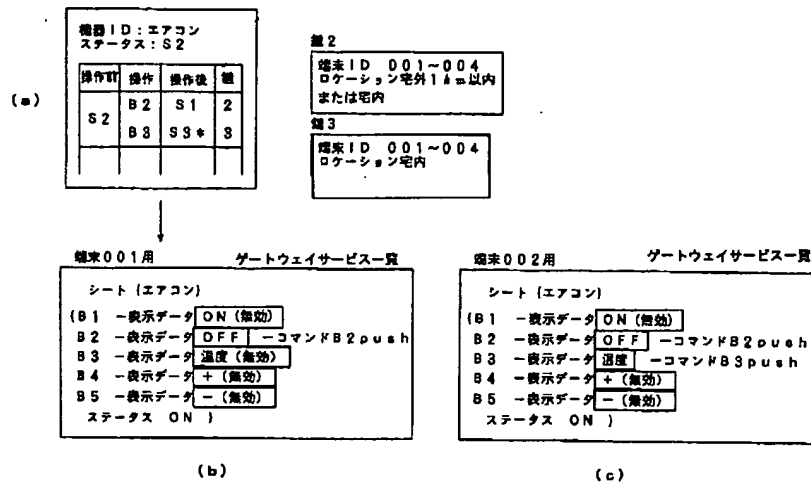 機器ID：エアコン
ステータス：S2
操作前 操作 操作後 鍵
S2 B2 S1 2
B3 S3* 3
(a)
鍵2
端末ID 001～004
ロケーション宅外1km以内
または宅内
鍵3
端末ID 001～004
ロケーション宅内
端末001用 ゲートウェイサービス一覧
シート{エアコン}
{B1 －表示データ ON(無効)
B2 －表示データ OFF －コマンドB2push
B3 －表示データ 温度(無効)
B4 －表示データ ＋(無効)
B5 －表示データ －(無効)
ステータス ON }
(b)
端末002用 ゲートウェイサービス一覧
シート{エアコン}
{B1 －表示データ ON(無効)
B2 －表示データ OFF －コマンドB2push
B3 －表示データ 温度 －コマンドB3push
B4 －表示データ ＋(無効)
B5 －表示データ －(無効)
ステータス ON }
(c)